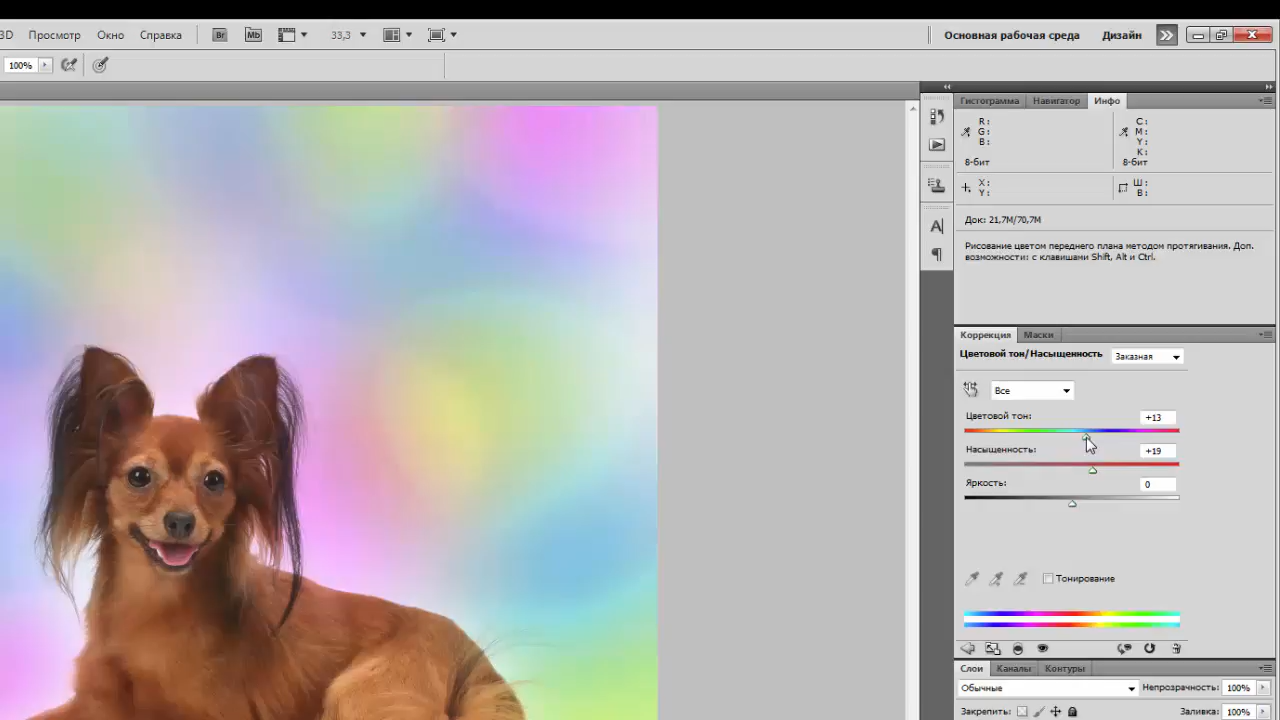 3D Просмотр Окно Справка Br Mb 33,3 Основная рабочая среда Дизайн
100%
Гистограмма Навигатор Инфо
R: C:
G: M:
B: Y:
K:
8-бит 8-бит
X: Ш:
Y: В:
Док: 21,7M/70,7M
Рисование цветом переднего плана методом протягивания. Доп.
возможности: с клавишами Shift, Alt и Ctrl.
Коррекция Маски
Цветовой тон/Насыщенность Заказная
Все
Цветовой тон: +13
Насыщенность: +19
Яркость: 0
Тонирование
Слои Каналы Контуры
Обычные Непрозрачность: 100%
Закрепить: Заливка: 100%